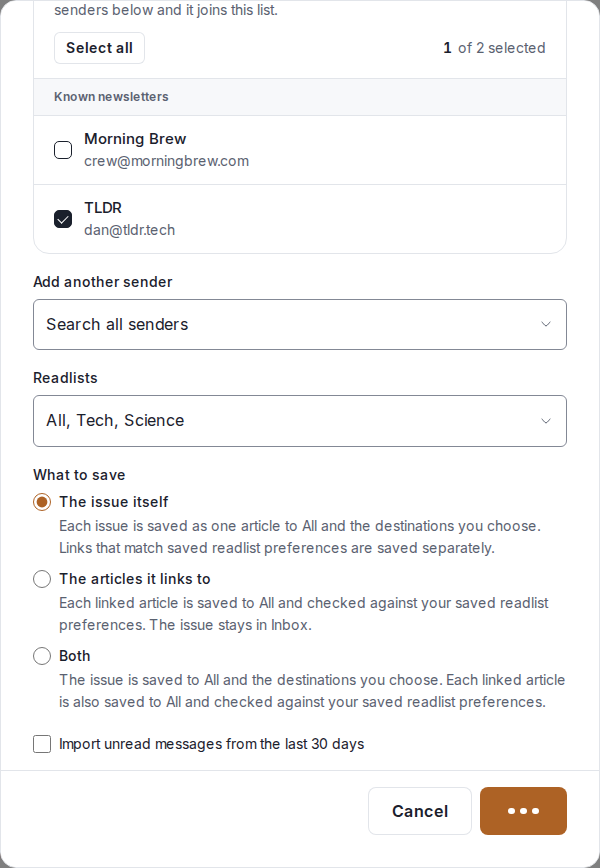 senders below and it joins this list.
Select all
1 of 2 selected
Known newsletters
Morning Brew
crew@morningbrew.com
TLDR
dan@tldr.tech
Add another sender
Search all senders
Readlists
All, Tech, Science
What to save
The issue itself
Each issue is saved as one article to All and the destinations you choose.
Links that match saved readlist preferences are saved separately.
The articles it links to
Each linked article is saved to All and checked against your saved readlist
preferences. The issue stays in Inbox.
Both
The issue is saved to All and the destinations you choose. Each linked article
is also saved to All and checked against your saved readlist preferences.
Import unread messages from the last 30 days
Cancel